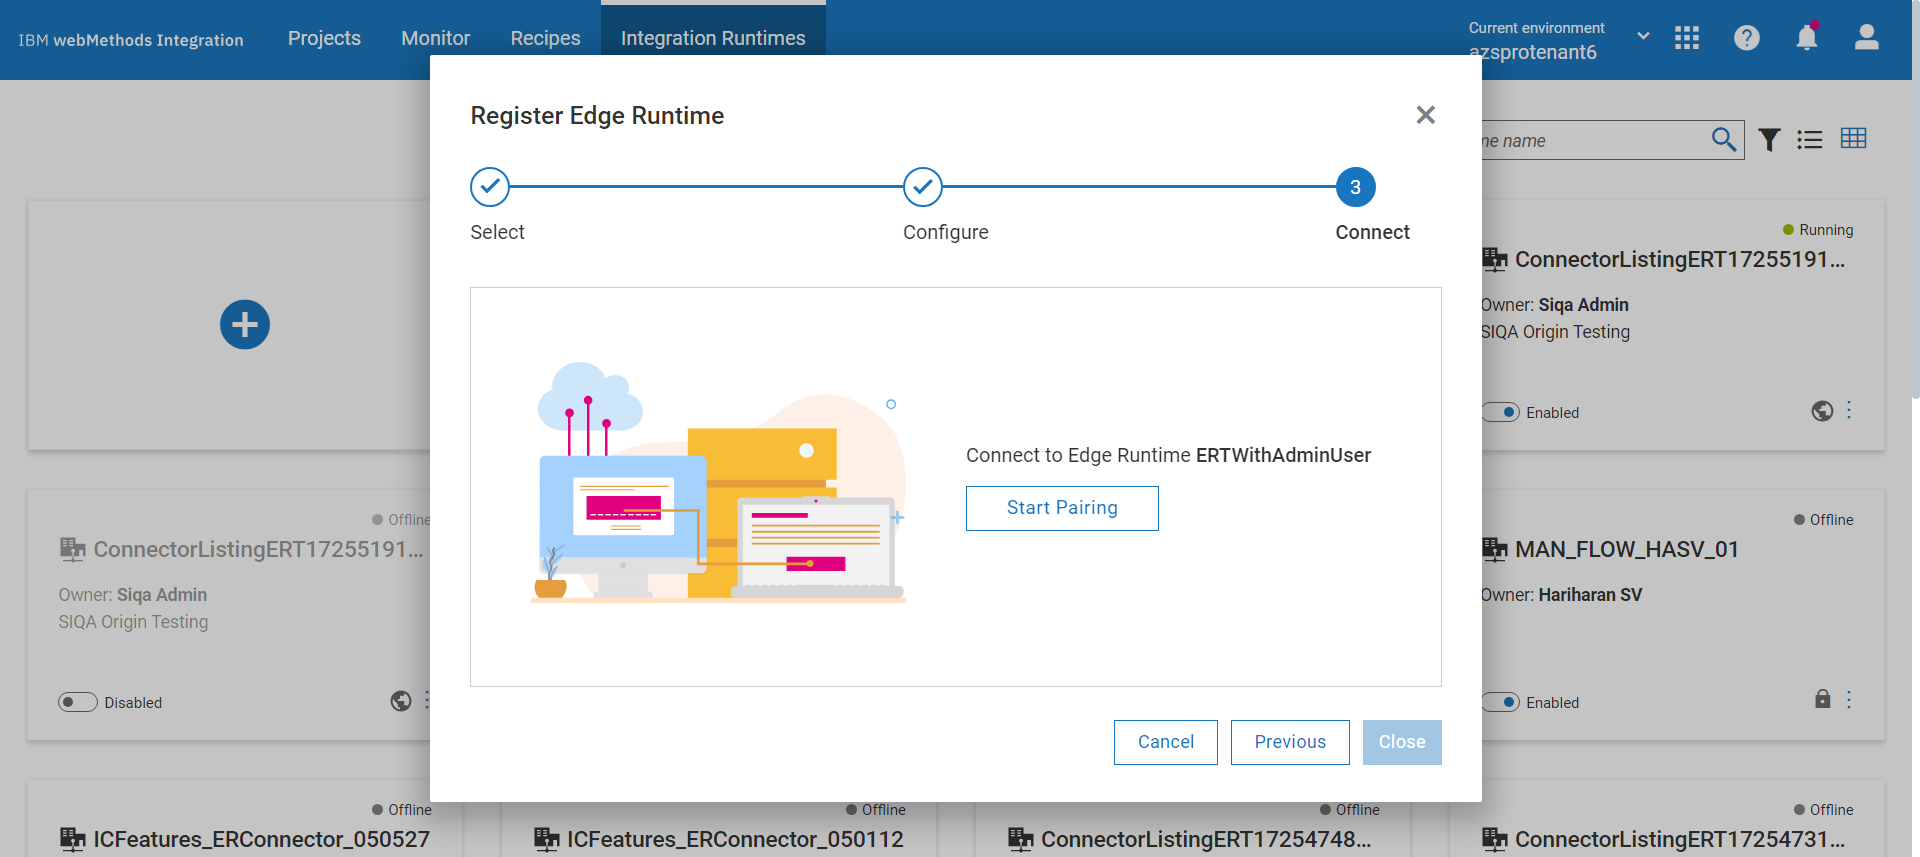 IBM webMethods Integration
Projects
Monitor
Recipes
Integration Runtimes
Current environment
azsprotenant6
Register Edge Runtime
me name
3
Select
Configure
Connect
Running
ConnectorListingERT17255191...
Owner: Siqa Admin
SIQA Origin Testing
Enabled
Connect to Edge Runtime ERTWithAdminUser
Start Pairing
Offline
ConnectorListingERT17255191...
Owner: Siqa Admin
SIQA Origin Testing
Disabled
Offline
MAN_FLOW_HASV_01
Owner: Hariharan SV
Enabled
Cancel
Previous
Close
Offline
ICFeatures_ERConnector_050527
Offline
ICFeatures_ERConnector_050112
Offline
ConnectorListingERT17254748...
Offline
ConnectorListingERT17254731...